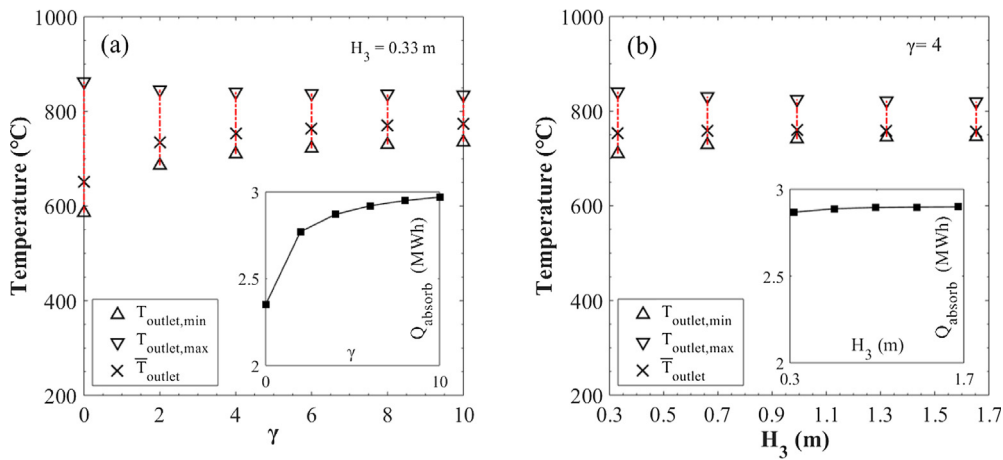 (a)
H3 = 0.33 m
Temperature (°C)
1000
800
600
400
200
0
2
4
6
8
10
γ
Toutlet,min
Toutlet,max
T̅outlet
3
2.5
2
0
10
γ
Qabsorb (MWh)
(b)
γ= 4
Temperature (°C)
1000
800
600
400
200
0.3
0.5
0.7
0.9
1.1
1.3
1.5
1.7
H3 (m)
Toutlet,min
Toutlet,max
T̅outlet
3
2.5
2
0.3
1.7
H3 (m)
Qabsorb (MWh)